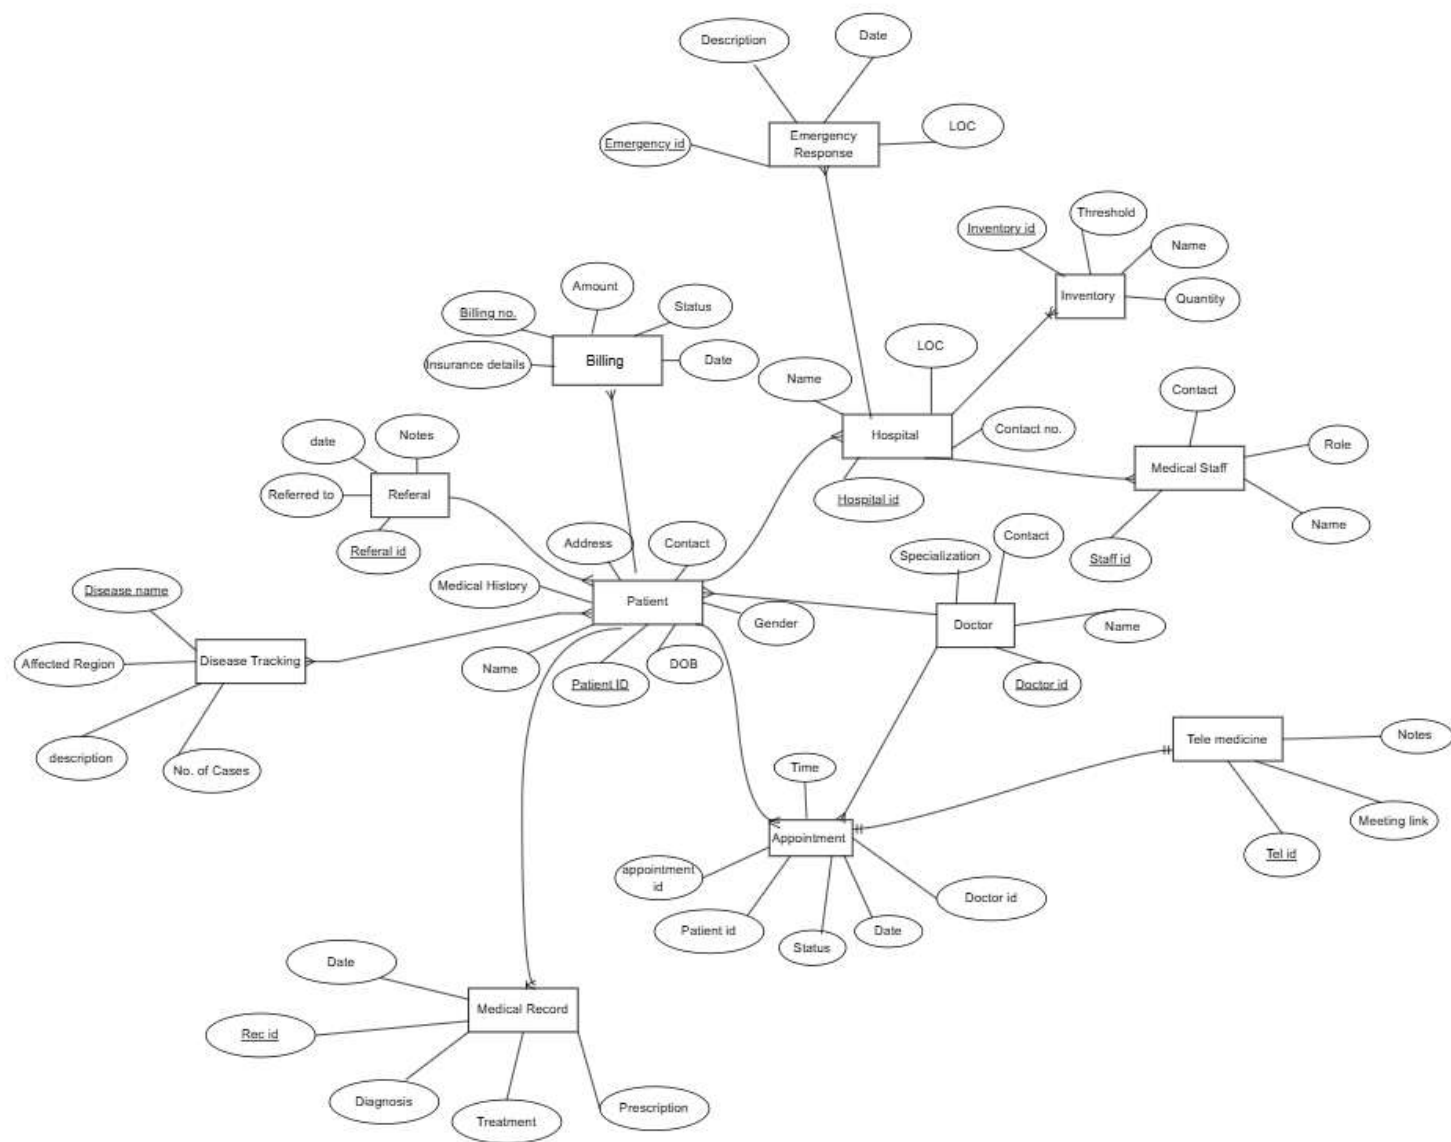 Description
Date
Emergency id
Emergency
Response
LOC
Inventory id
Threshold
Name
Inventory
Quantity
Billing no.
Amount
Status
Insurance details
Billing
Date
Name
LOC
Hospital
Contact no.
Hospital id
Contact
Medical Staff
Role
Name
Staff id
date
Notes
Referred to
Referal
Referal id
Address
Contact
Medical History
Patient
Gender
Name
Patient ID
DOB
Specialization
Contact
Doctor
Name
Doctor id
Disease name
Affected Region
Disease Tracking
description
No. of Cases
Tele medicine
Notes
Meeting link
Tel id
Time
Appointment
appointment
id
Patient id
Status
Date
Doctor id
Date
Rec id
Medical Record
Diagnosis
Treatment
Prescription